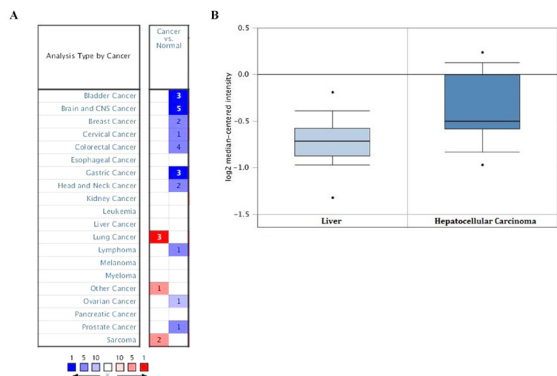 A
Analysis Type by Cancer
Cancer
vs.
Normal
Bladder Cancer 3
Brain and CNS Cancer 5
Breast Cancer 2
Cervical Cancer 1
Colorectal Cancer 4
Esophageal Cancer
Gastric Cancer 3
Head and Neck Cancer 2
Kidney Cancer
Leukemia
Liver Cancer
Lung Cancer 3
Lymphoma 1
Melanoma
Myeloma
Other Cancer 1
Ovarian Cancer 1
Pancreatic Cancer
Prostate Cancer 1
Sarcoma 2
1 5 10 10 5 1
%
B
log2 median-centered intensity
0.5
0.0
-0.5
-1.0
-1.5
Liver Hepatocellular Carcinoma